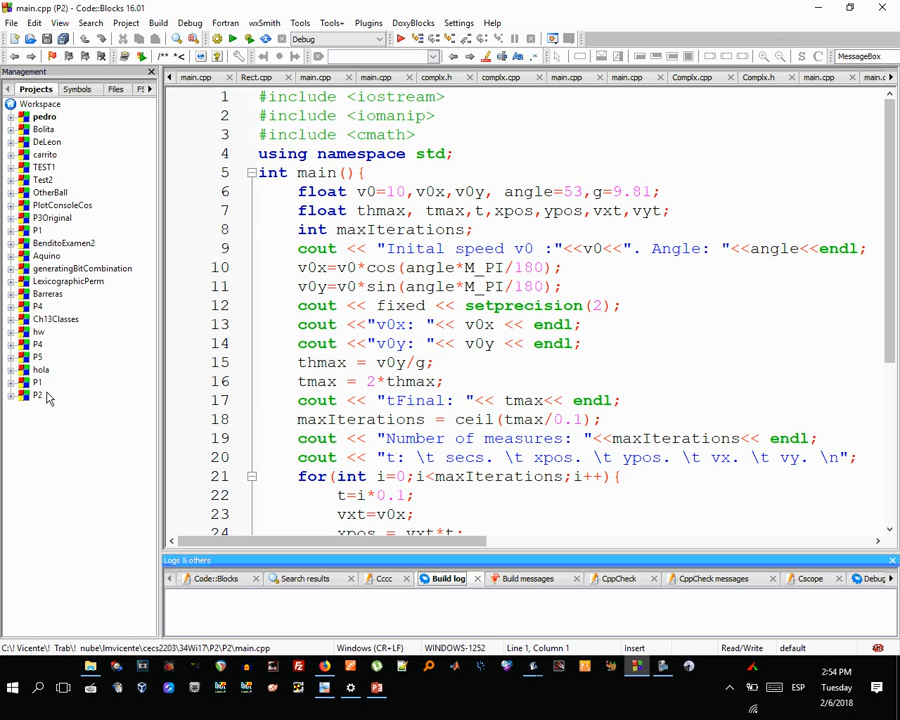 main.cpp (P2) - Code::Blocks 16.01
File Edit View Search Project Build Debug Fortran wxSmith Tools Tools+ Plugins DoxyBlocks Settings Help
Debug
/** *<
MessageBox
Management
Projects Symbols Files
main.cpp Rect.cpp main.cpp main.cpp complx.h complx.cpp main.cpp main.cpp Complx.cpp Complx.h main.cpp
Workspace
pedro
Bolita
DeLeon
carrito
TEST1
Test2
OtherBall
PlotConsoleCos
P3Original
P1
BenditoExamen2
Aquino
generatingBitCombination
LexicographicPerm
Barreras
P4
Ch13Classes
hw
P4
P5
hola
P1
P2
1 #include <iostream>
2 #include <iomanip>
3 #include <cmath>
4 using namespace std;
5 int main(){
6 float v0=10,v0x,v0y, angle=53,g=9.81;
7 float thmax, tmax,t,xpos,ypos,vxt,vyt;
8 int maxIterations;
9 cout << "Inital speed v0 :"<<v0<<". Angle: "<<angle<<endl;
10 v0x=v0*cos(angle*M_PI/180);
11 v0y=v0*sin(angle*M_PI/180);
12 cout << fixed << setprecision(2);
13 cout <<"v0x: "<< v0x << endl;
14 cout <<"v0y: "<< v0y << endl;
15 thmax = v0y/g;
16 tmax = 2*thmax;
17 cout << "tFinal: "<< tmax<< endl;
18 maxIterations = ceil(tmax/0.1);
19 cout << "Number of measures: "<<maxIterations<< endl;
20 cout << "t: \t secs. \t xpos. \t ypos. \t vx. \t vy. \n";
21 for(int i=0;i<maxIterations;i++){
22 t=i*0.1;
23 vxt=v0x;
24 xpos = vxt*t;
Logs & others
Code::Blocks Search results Cccc Build log Build messages CppCheck CppCheck messages Cscope Debug
C:\! Vicente\! Trab\! nube\lmvicente\cecs2203\34Wi17\P2\P2\main.cpp Windows (CR+LF) WINDOWS-1252 Line 1, Column 1 Insert Read/Write default
ESP
2:54 PM
Tuesday
2/6/2018